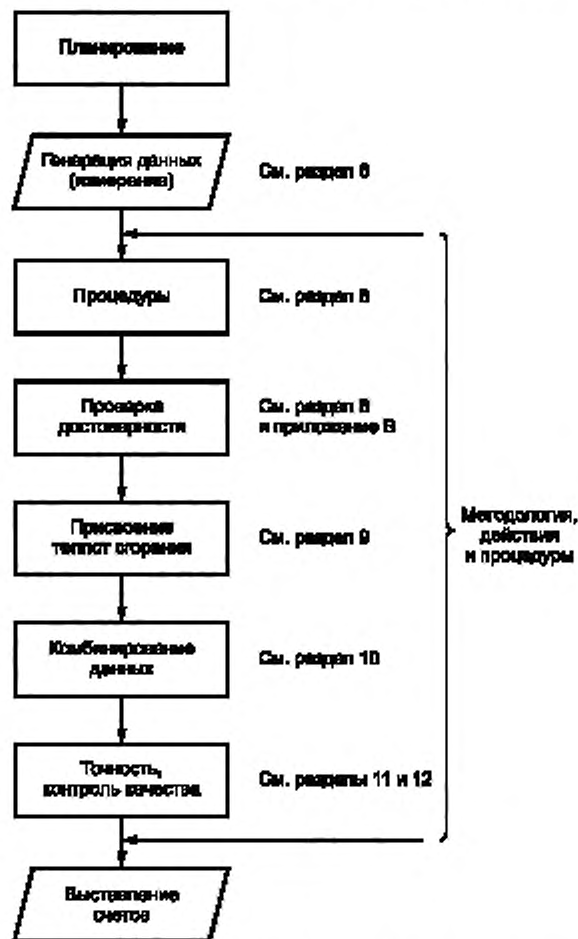 Планирование
Генерация данных
(измерение)
См. раздел 6
Процедуры
См. раздел 8
Проверка
достоверности
См. раздел 8
и приложение B
Присвоение
теплот сгорания
См. раздел 9
Комбинирование
данных
См. раздел 10
Точность,
контроль качества
См. разделы 11 и 12
Выставление
счетов
Методология,
действия
и процедуры